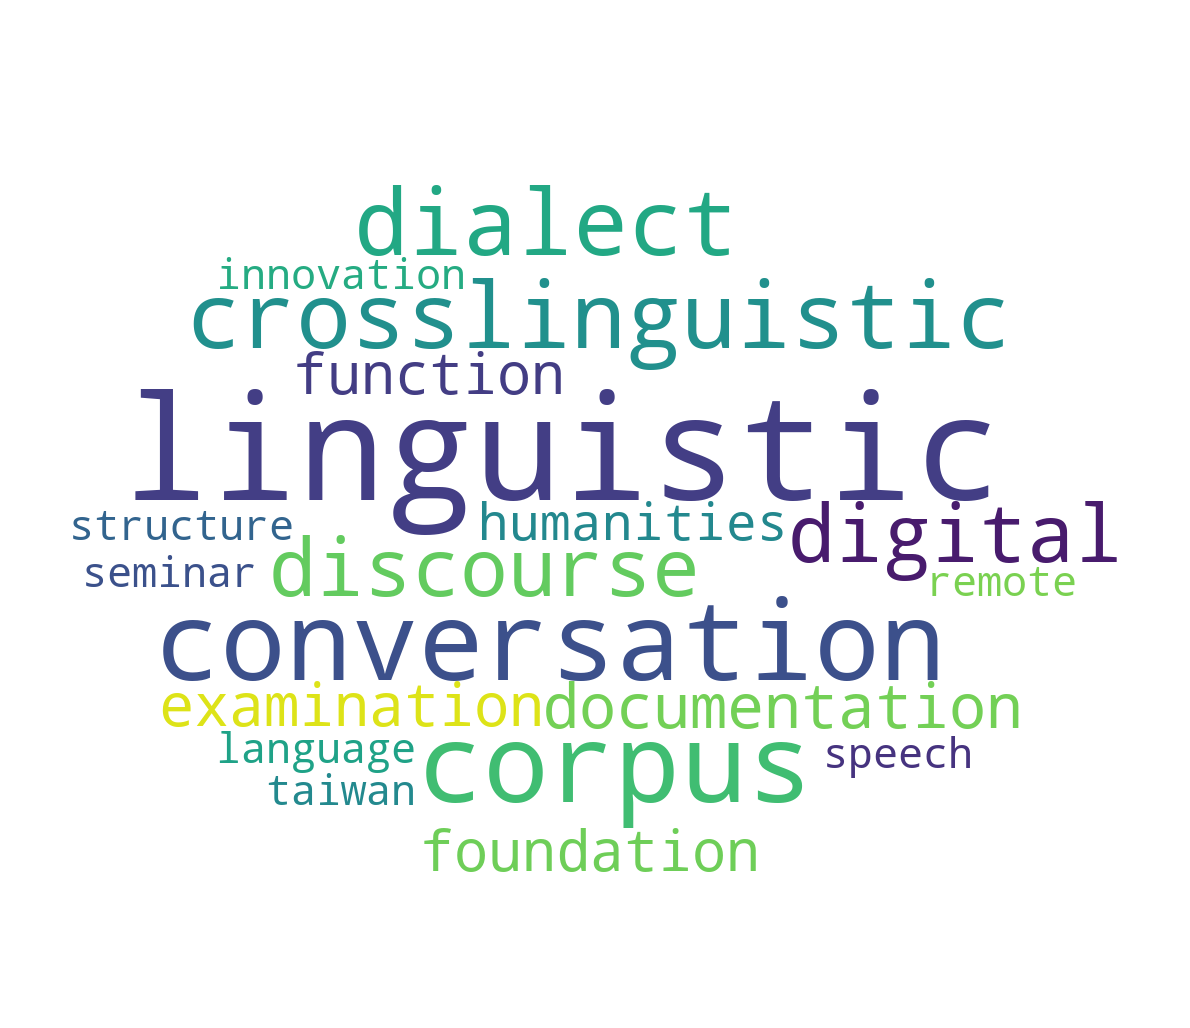 dialect
innovation
crosslinguistic
function
linguistic
structure humanities digital
seminar discourse remote
conversation
examination documentation
language corpus speech
taiwan
foundation